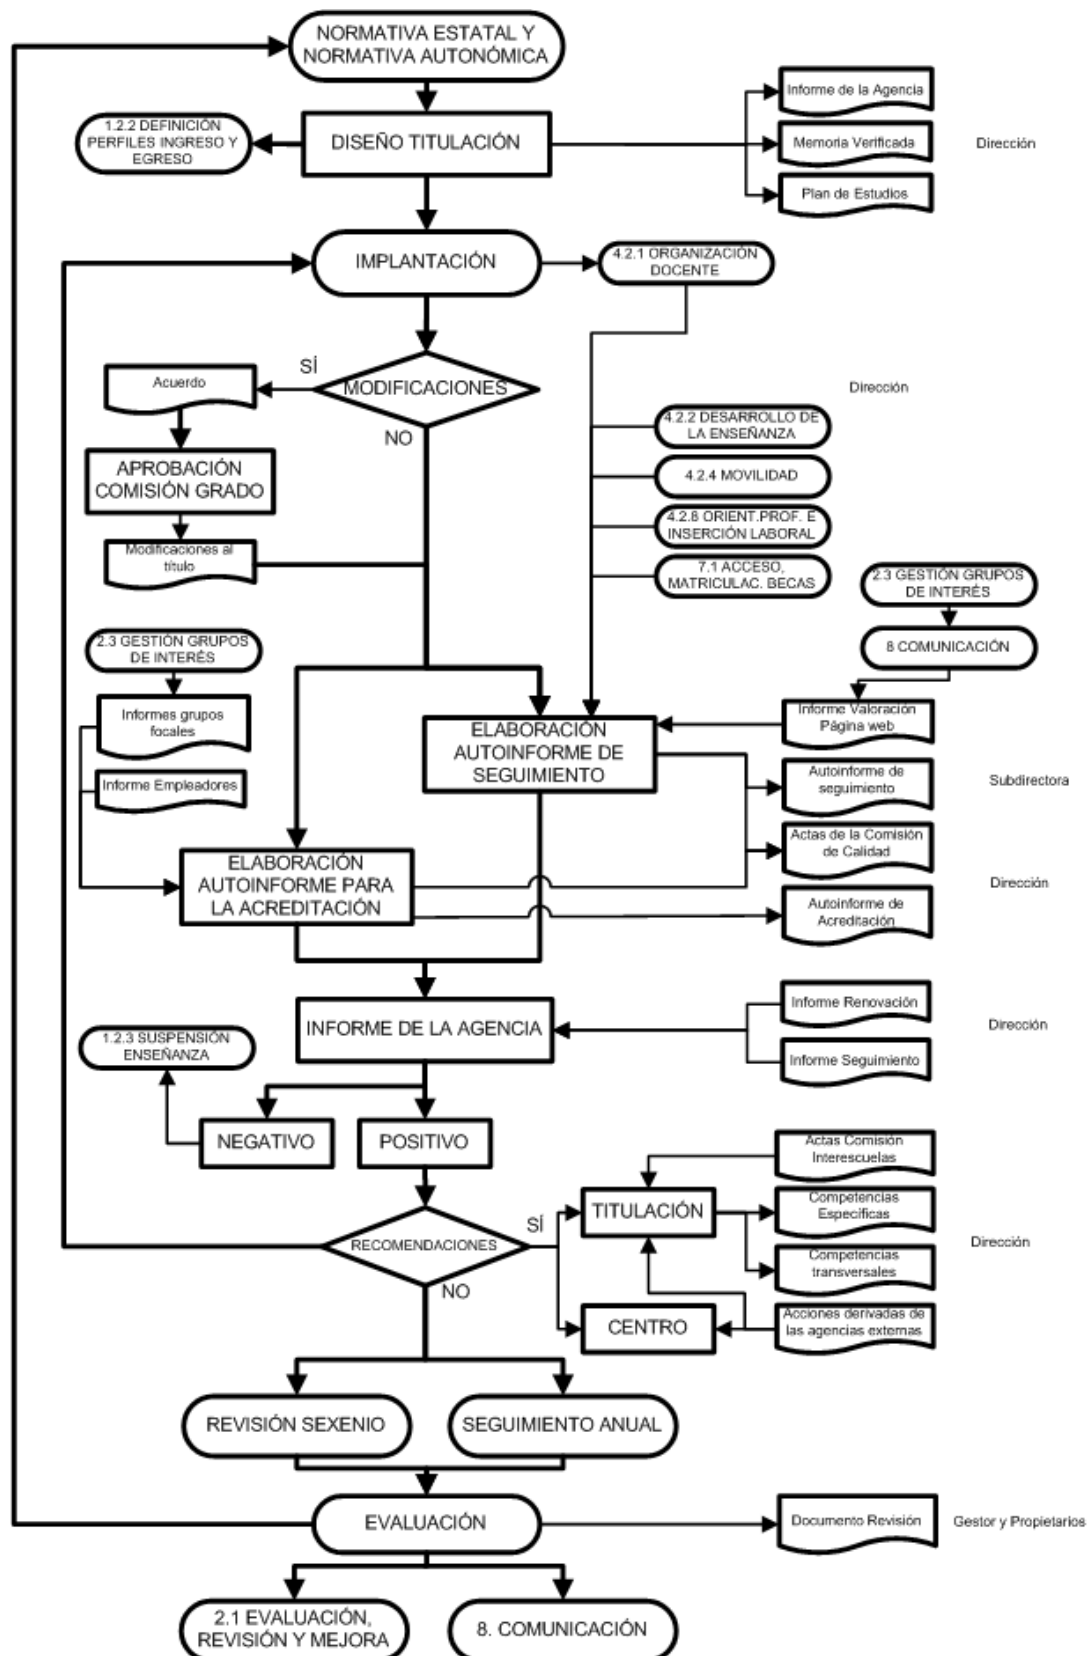 NORMATIVA ESTATAL Y
NORMATIVA AUTONÓMICA
1.2.2 DEFINICIÓN
PERFILES INGRESO Y
EGRESO
DISEÑO TITULACIÓN
Informe de la Agencia
Memoria Verificada
Plan de Estudios
Dirección
IMPLANTACIÓN
4.2.1 ORGANIZACIÓN
DOCENTE
MODIFICACIONES
SÍ
NO
Acuerdo
APROBACIÓN
COMISIÓN GRADO
Modificaciones al
título
Dirección
4.2.2 DESARROLLO DE
LA ENSEÑANZA
4.2.4 MOVILIDAD
4.2.8 ORIENT.PROF. E
INSERCIÓN LABORAL
7.1 ACCESO,
MATRICULAC. BECAS
2.3 GESTIÓN GRUPOS
DE INTERÉS
8 COMUNICACIÓN
Informe Valoración
Página web
2.3 GESTIÓN GRUPOS
DE INTERÉS
Informes grupos
focales
Informe Empleadores
ELABORACIÓN
AUTOINFORME DE
SEGUIMIENTO
Autoinforme de
seguimiento
Subdirectora
Actas de la Comisión
de Calidad
Dirección
ELABORACIÓN
AUTOINFORME PARA
LA ACREDITACIÓN
Autoinforme de
Acreditación
INFORME DE LA AGENCIA
Informe Renovación
Informe Seguimiento
Dirección
1.2.3 SUSPENSIÓN
ENSEÑANZA
NEGATIVO
POSITIVO
RECOMENDACIONES
SÍ
NO
TITULACIÓN
CENTRO
Actas Comisión
Interescuelas
Competencias
Específicas
Competencias
transversales
Acciones derivadas de
las agencias externas
Dirección
REVISIÓN SEXENIO
SEGUIMIENTO ANUAL
EVALUACIÓN
Documento Revisión
Gestor y Propietarios
2.1 EVALUACIÓN,
REVISIÓN Y MEJORA
8. COMUNICACIÓN